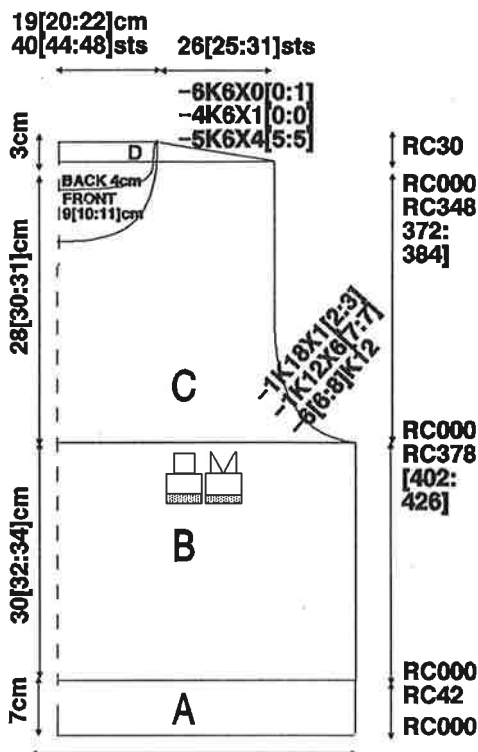 19[20:22]cm
40[44:48]sts
26[25:31]sts
-6K6X0[0:1]
-4K6X1[0:0]
-5K6X4[5:5]
3cm
D
RC30
BACK 4cm
FRONT
9[10:11]cm
RC000
RC348
372:
384]
28[30:31]cm
-1K18X1[2:3]
-1K12X6[7:7]
-6[6:8]K12
C
RC000
RC378
[402:
426]
30[32:34]cm
B
RC000
RC42
7cm
A
RC000